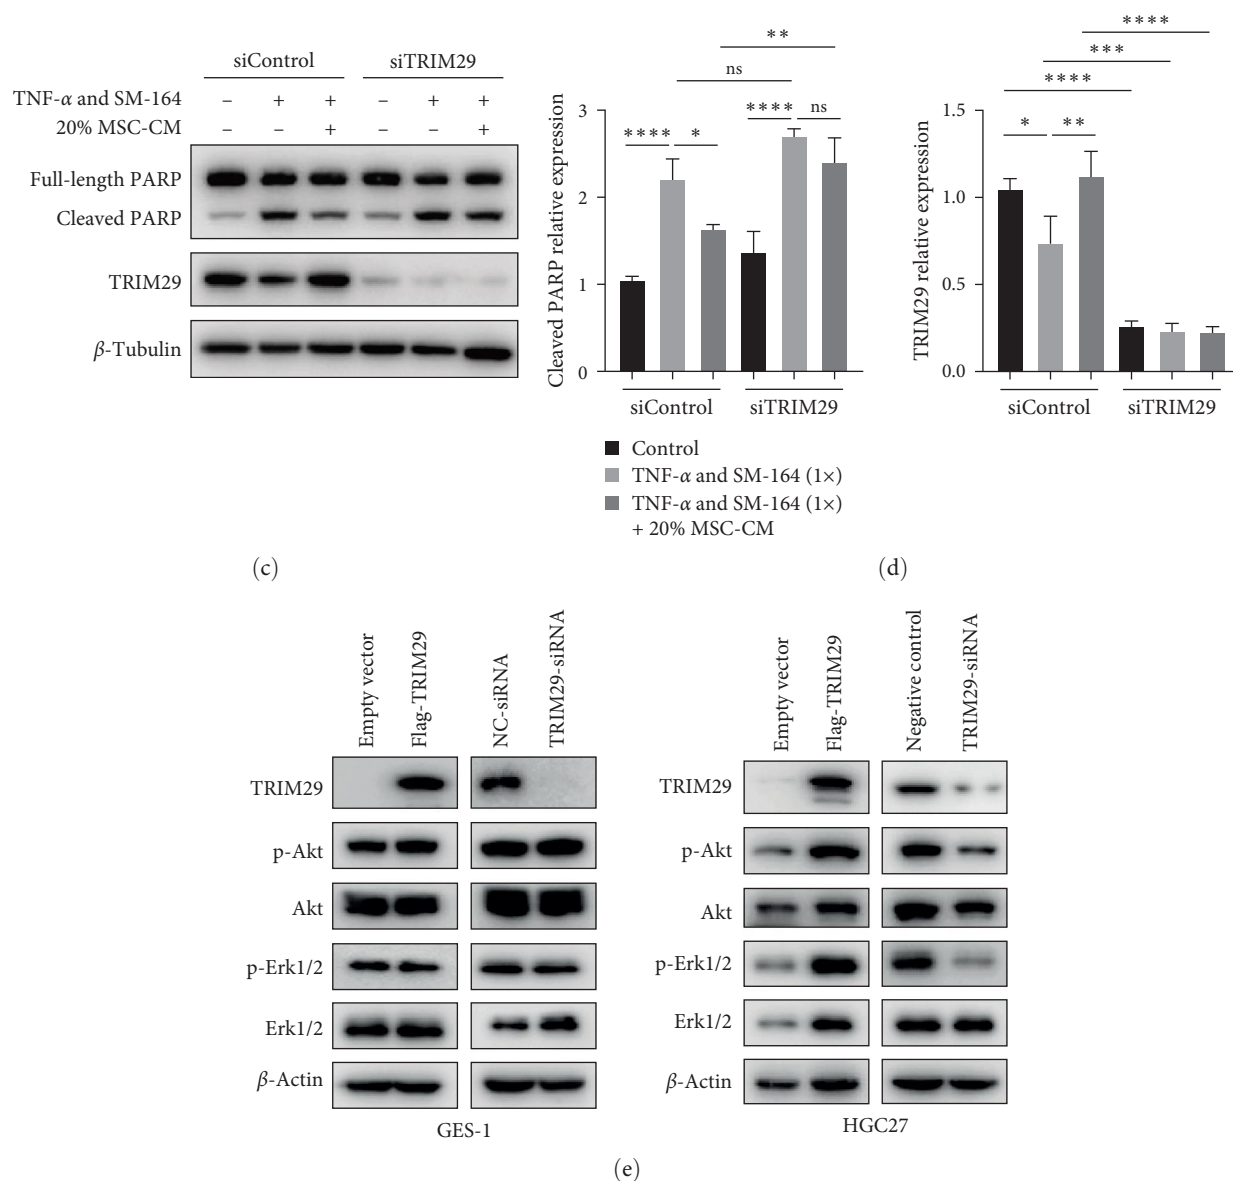 siControl siTRIM29
TNF-α and SM-164 – + + – + +
20% MSC-CM – – + – – +
Full-length PARP
Cleaved PARP
TRIM29
β-Tubulin
(c)
Cleaved PARP relative expression
3
2
1
0
**
ns
**** ns
**** *
siControl siTRIM29
Control
TNF-α and SM-164 (1×)
TNF-α and SM-164 (1×)
+ 20% MSC-CM
TRIM29 relative expression
1.5
1.0
0.5
0.0
****
***
****
* **
siControl siTRIM29
(d)
Empty vector
Flag-TRIM29
NC-siRNA
TRIM29-siRNA
TRIM29
p-Akt
Akt
p-Erk1/2
Erk1/2
β-Actin
GES-1
Empty vector
Flag-TRIM29
Negative control
TRIM29-siRNA
TRIM29
p-Akt
Akt
p-Erk1/2
Erk1/2
β-Actin
HGC27
(e)